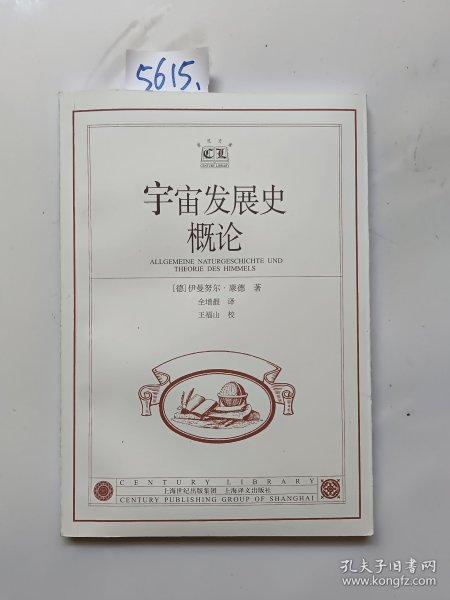 5615,
世纪文库
CL
CENTURY LIBRARY
宇宙发展史
概论
ALLGEMEINE NATURGESCHICHTE UND
THEORIE DES HIMMELS
[德]伊曼努尔·康德 著
全增嘏 译
王福山 校
CENTURY LIBRARY
上海世纪出版集团 上海译文出版社
CENTURY PUBLISHING GROUP OF SHANGHAI
孔夫子旧书网
www.kongfz.com